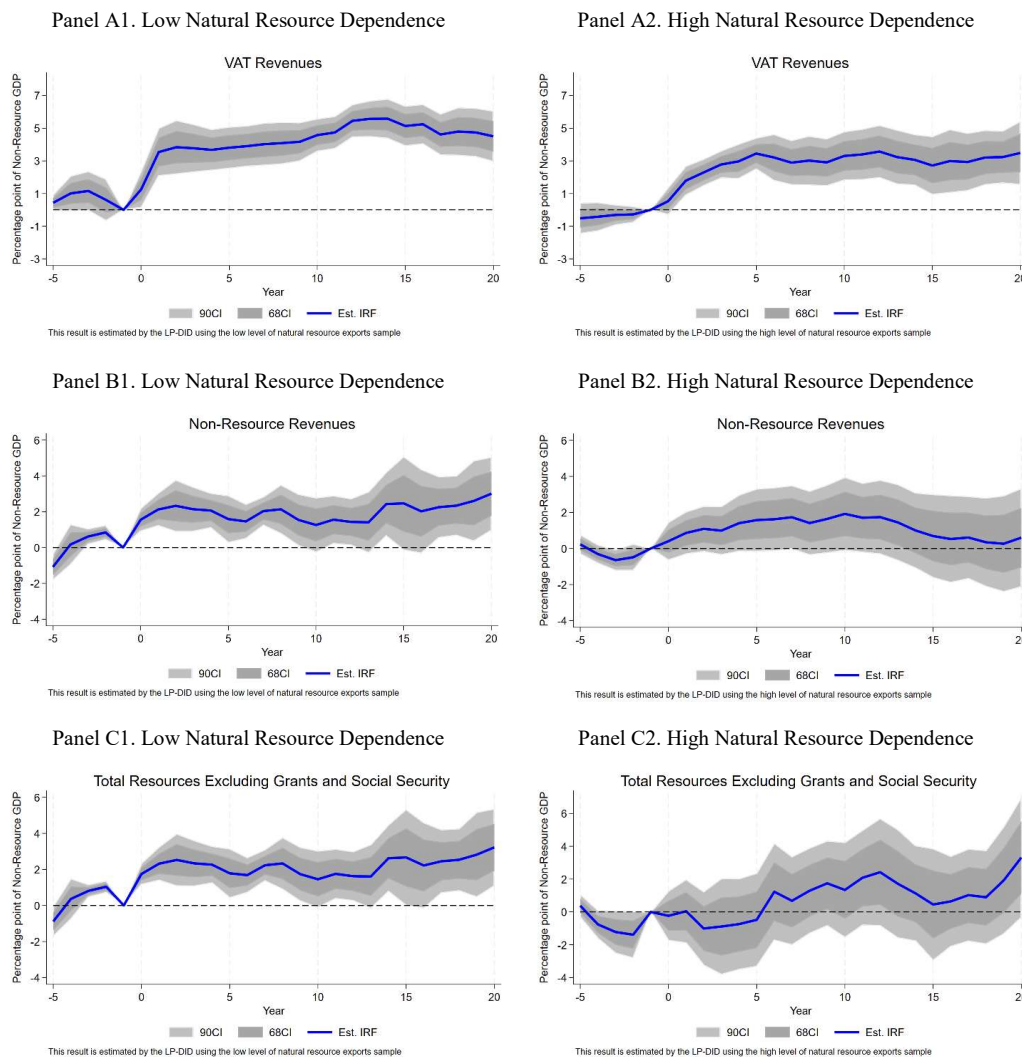 Panel A1. Low Natural Resource Dependence
VAT Revenues
Percentage point of Non-Resource GDP
7
5
3
1
-1
-3
-5
0
5
10
15
20
Year
90CI
68CI
Est. IRF
This result is estimated by the LP-DID using the low level of natural resource exports sample
Panel A2. High Natural Resource Dependence
VAT Revenues
Percentage point of Non-Resource GDP
7
5
3
1
-1
-3
-5
0
5
10
15
20
Year
90CI
68CI
Est. IRF
This result is estimated by the LP-DID using the high level of natural resource exports sample
Panel B1. Low Natural Resource Dependence
Non-Resource Revenues
Percentage point of Non-Resource GDP
6
4
2
0
-2
-4
-5
0
5
10
15
20
Year
90CI
68CI
Est. IRF
This result is estimated by the LP-DID using the low level of natural resource exports sample
Panel B2. High Natural Resource Dependence
Non-Resource Revenues
Percentage point of Non-Resource GDP
6
4
2
0
-2
-4
-5
0
5
10
15
20
Year
90CI
68CI
Est. IRF
This result is estimated by the LP-DID using the high level of natural resource exports sample
Panel C1. Low Natural Resource Dependence
Total Resources Excluding Grants and Social Security
Percentage point of Non-Resource GDP
6
4
2
0
-2
-4
-5
0
5
10
15
20
Year
90CI
68CI
Est. IRF
This result is estimated by the LP-DID using the low level of natural resource exports sample
Panel C2. High Natural Resource Dependence
Total Resources Excluding Grants and Social Security
Percentage point of Non-Resource GDP
6
4
2
0
-2
-4
-5
0
5
10
15
20
Year
90CI
68CI
Est. IRF
This result is estimated by the LP-DID using the high level of natural resource exports sample